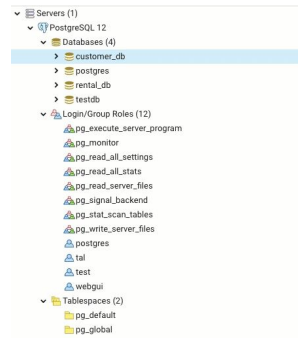 Servers (1)
PostgreSQL 12
Databases (4)
customer_db
postgres
rental_db
testdb
Login/Group Roles (12)
pg_execute_server_program
pg_monitor
pg_read_all_settings
pg_read_all_stats
pg_read_server_files
pg_signal_backend
pg_stat_scan_tables
pg_write_server_files
postgres
tal
test
webgui
Tablespaces (2)
pg_default
pg_global